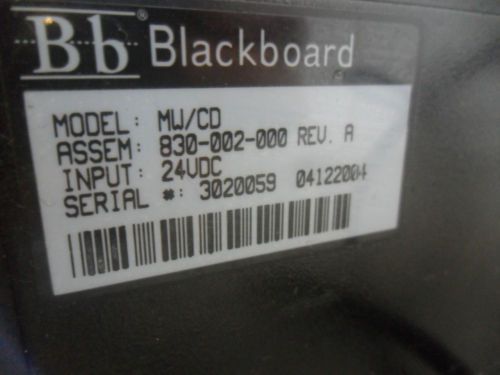 Bb® Blackboard
MODEL: MW/CD
ASSEM: 830-002-000 REV. A
INPUT: 24VDC
SERIAL #: 3020059 04122004